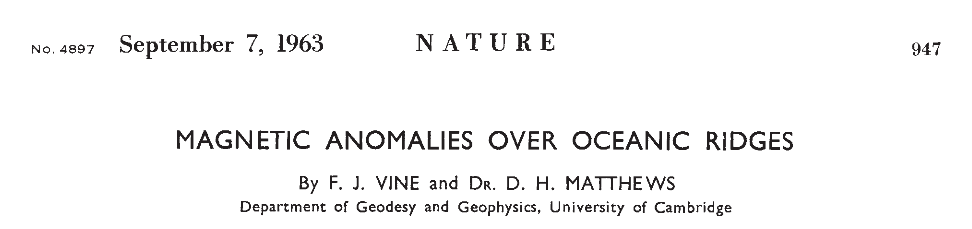 No. 4897 September 7, 1963 NATURE 947
MAGNETIC ANOMALIES OVER OCEANIC RIDGES
By F. J. VINE and DR. D. H. MATTHEWS
Department of Geodesy and Geophysics, University of Cambridge